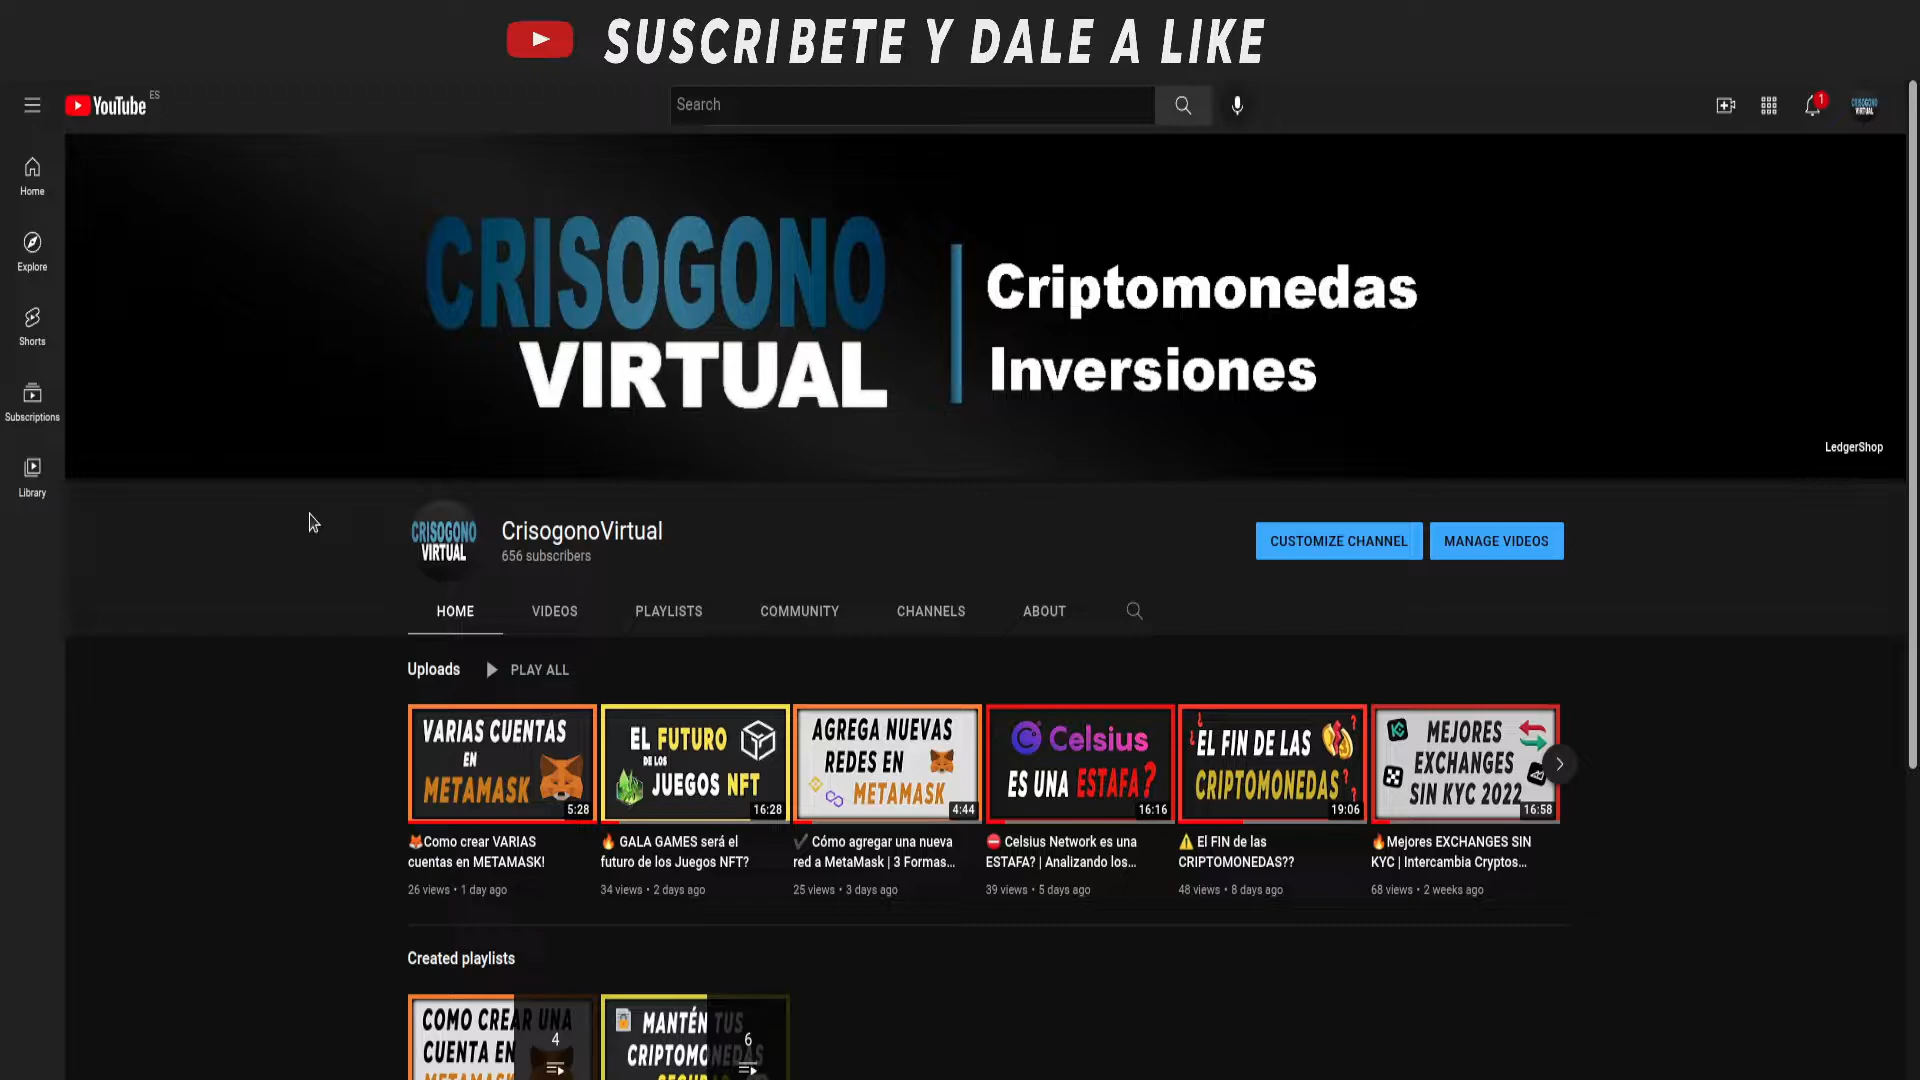 SUSCRIBETE Y DALE A LIKE
YouTube ES
Search
1
CRISOGONO VIRTUAL
Home
Explore
Shorts
Subscriptions
Library
CRISOGONO
VIRTUAL
Criptomonedas
Inversiones
LedgerShop
CRISOGONO
VIRTUAL
CrisogonoVirtual
656 subscribers
CUSTOMIZE CHANNEL
MANAGE VIDEOS
HOME VIDEOS PLAYLISTS COMMUNITY CHANNELS ABOUT
Uploads PLAY ALL
VARIAS CUENTAS
EN
METAMASK
5:28
🦊Como crear VARIAS
cuentas en METAMASK!
26 views • 1 day ago
EL FUTURO
DE LOS
JUEGOS NFT
16:28
🔥 GALA GAMES será el
futuro de los Juegos NFT?
34 views • 2 days ago
AGREGA NUEVAS
REDES EN
METAMASK
4:44
✔️ Cómo agregar una nueva
red a MetaMask | 3 Formas...
25 views • 3 days ago
Celsius
ES UNA ESTAFA?
16:16
⛔ Celsius Network es una
ESTAFA? | Analizando los...
39 views • 5 days ago
¿EL FIN DE LAS
CRIPTOMONEDAS?
19:06
⚠️ El FIN de las
CRIPTOMONEDAS??
48 views • 8 days ago
MEJORES
EXCHANGES
SIN KYC 2022
16:58
🔥Mejores EXCHANGES SIN
KYC | Intercambia Cryptos...
68 views • 2 weeks ago
Created playlists
COMO CREAR UNA
CUENTA EN
METAMASK
4
MANTÉN TUS
CRIPTOMONEDAS
6